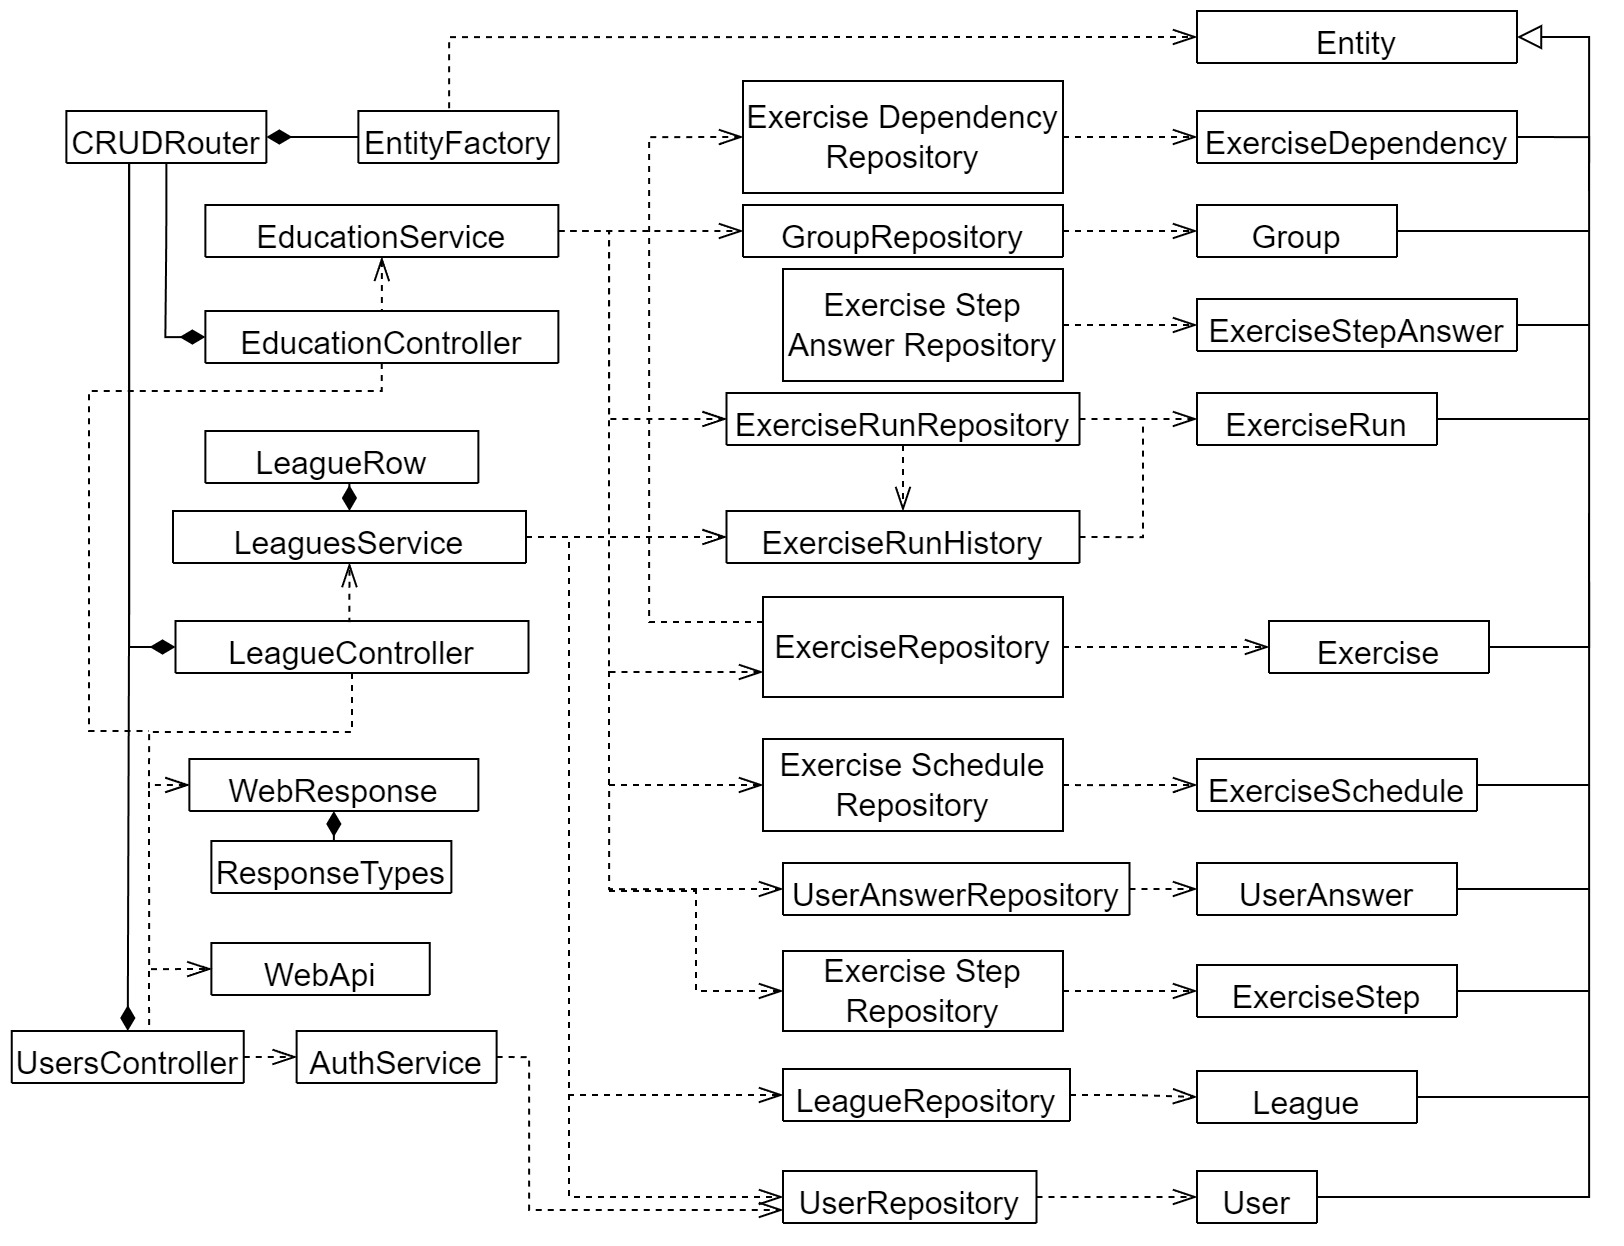 Entity
CRUDRouter
EntityFactory
Exercise Dependency
Repository
ExerciseDependency
EducationService
GroupRepository
Group
EducationController
Exercise Step
Answer Repository
ExerciseStepAnswer
LeagueRow
ExerciseRunRepository
ExerciseRun
LeaguesService
ExerciseRunHistory
LeagueController
ExerciseRepository
Exercise
WebResponse
Exercise Schedule
Repository
ExerciseSchedule
ResponseTypes
UserAnswerRepository
UserAnswer
WebApi
Exercise Step
Repository
ExerciseStep
UsersController
AuthService
LeagueRepository
League
UserRepository
User